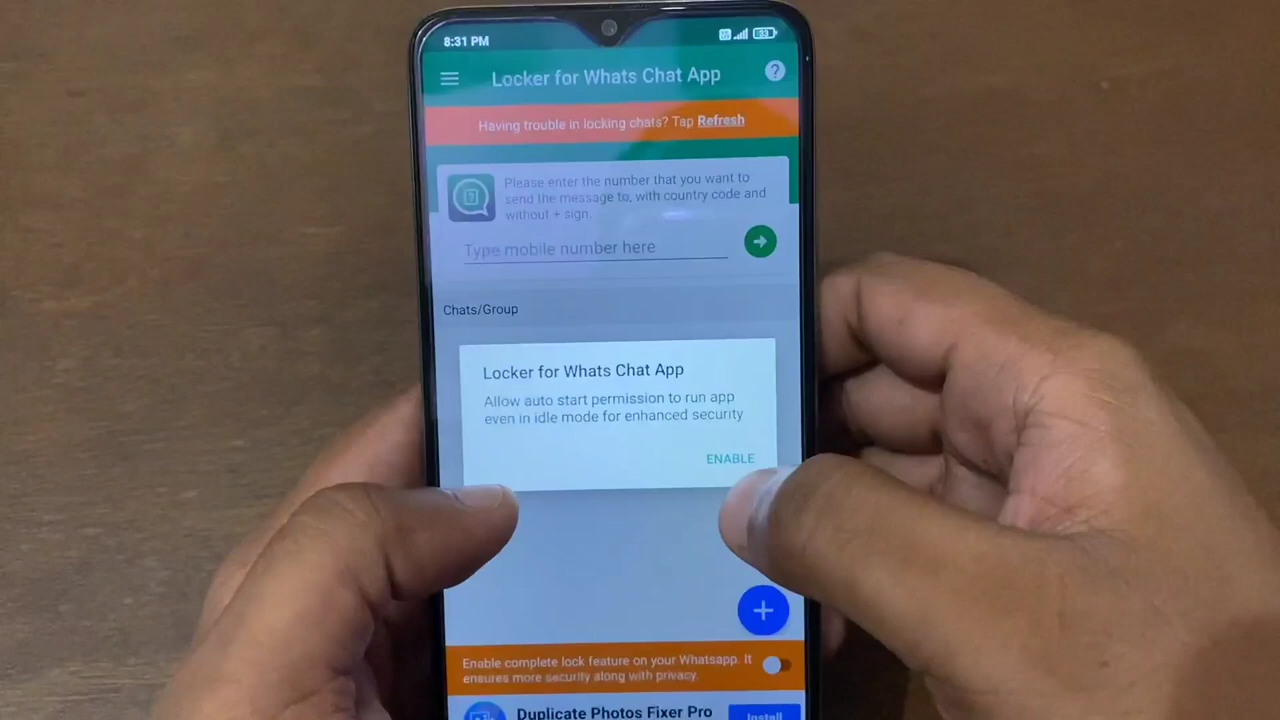 8:31 PM
33
Locker for Whats Chat App
?
Having trouble in locking chats? Tap Refresh
Please enter the number that you want to
send the message to, with country code and
without + sign.
Type mobile number here
Chats/Group
Locker for Whats Chat App
Allow auto start permission to run app
even in idle mode for enhanced security
ENABLE
+
Enable complete lock feature on your Whatsapp. It
ensures more security along with privacy.
Duplicate Photos Fixer Pro
Install